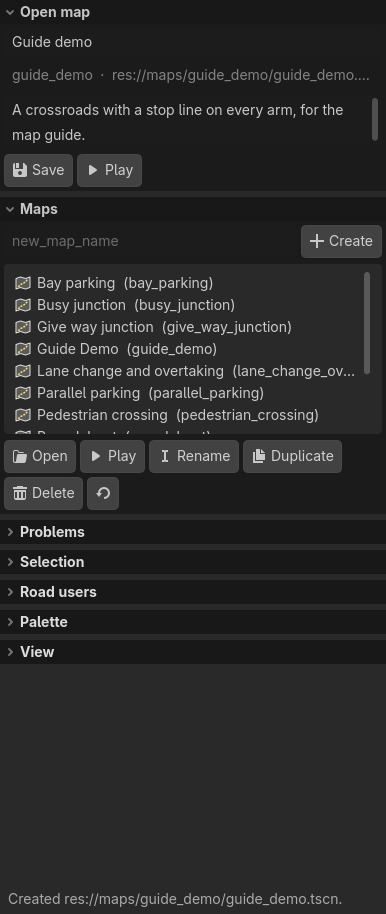 Open map
Guide demo
guide_demo · res://maps/guide_demo/guide_demo....
A crossroads with a stop line on every arm, for the
map guide.
Save Play
Maps
new_map_name Create
Bay parking (bay_parking)
Busy junction (busy_junction)
Give way junction (give_way_junction)
Guide Demo (guide_demo)
Lane change and overtaking (lane_change_ov...
Parallel parking (parallel_parking)
Pedestrian crossing (pedestrian_crossing)
Open Play Rename Duplicate
Delete
Problems
Selection
Road users
Palette
View
Created res://maps/guide_demo/guide_demo.tscn.